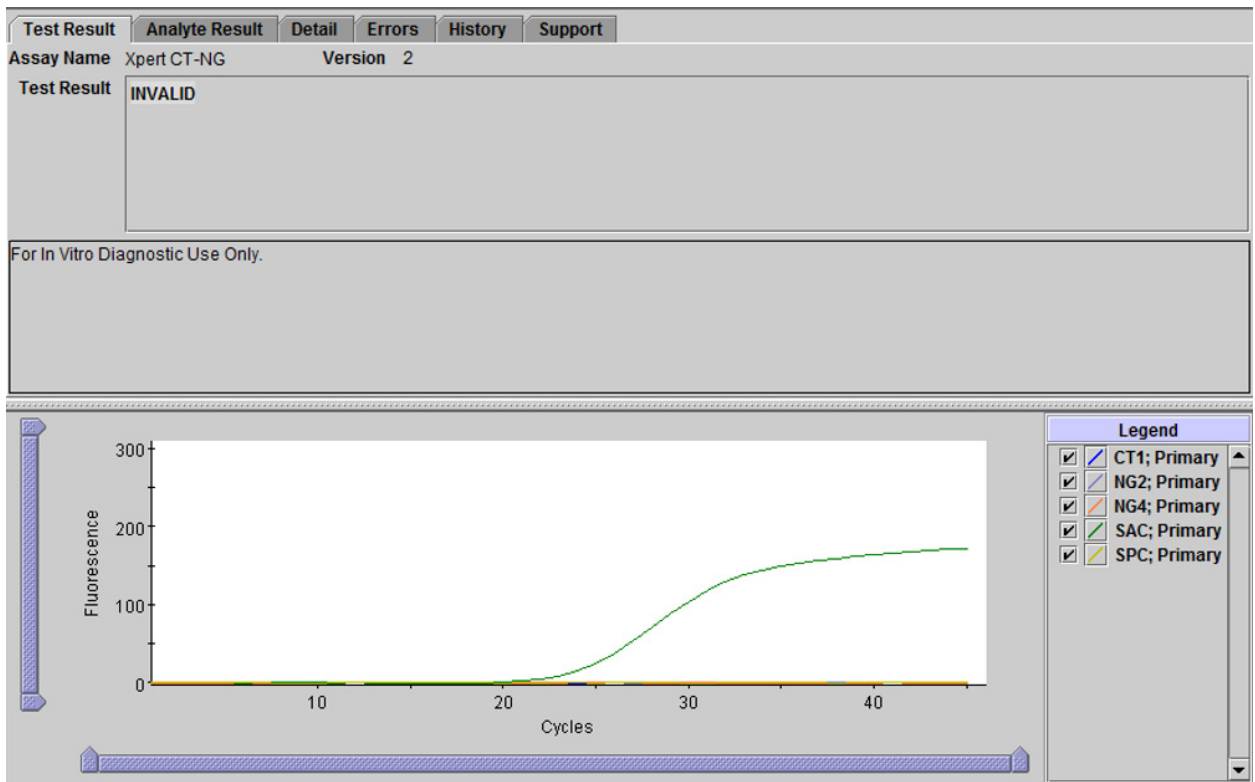 Test Result Analyte Result Detail Errors History Support
Assay Name Xpert CT-NG Version 2
Test Result INVALID
For In Vitro Diagnostic Use Only.
Legend
CT1; Primary
NG2; Primary
NG4; Primary
SAC; Primary
SPC; Primary
300
200
100
0
Fluorescence
10 20 30 40
Cycles